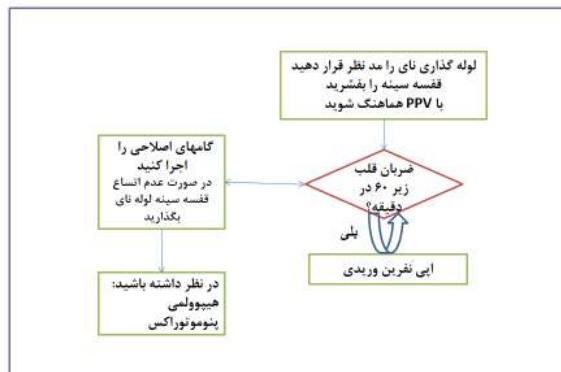 لوله گذاری نای را مد نظر قرار دهید
قفسه سینه را بفشرید
با PPV هماهنگ شوید
ضربان قلب
زیر ۶۰ در
دقیقه؟
بلی
اپی نفرین وریدی
گامهای اصلاحی را
اجرا کنید
در صورت عدم اتساع
قفسه سینه لوله نای
بگذارید
در نظر داشته باشید:
هیپوولمی
پنوموتوراکس